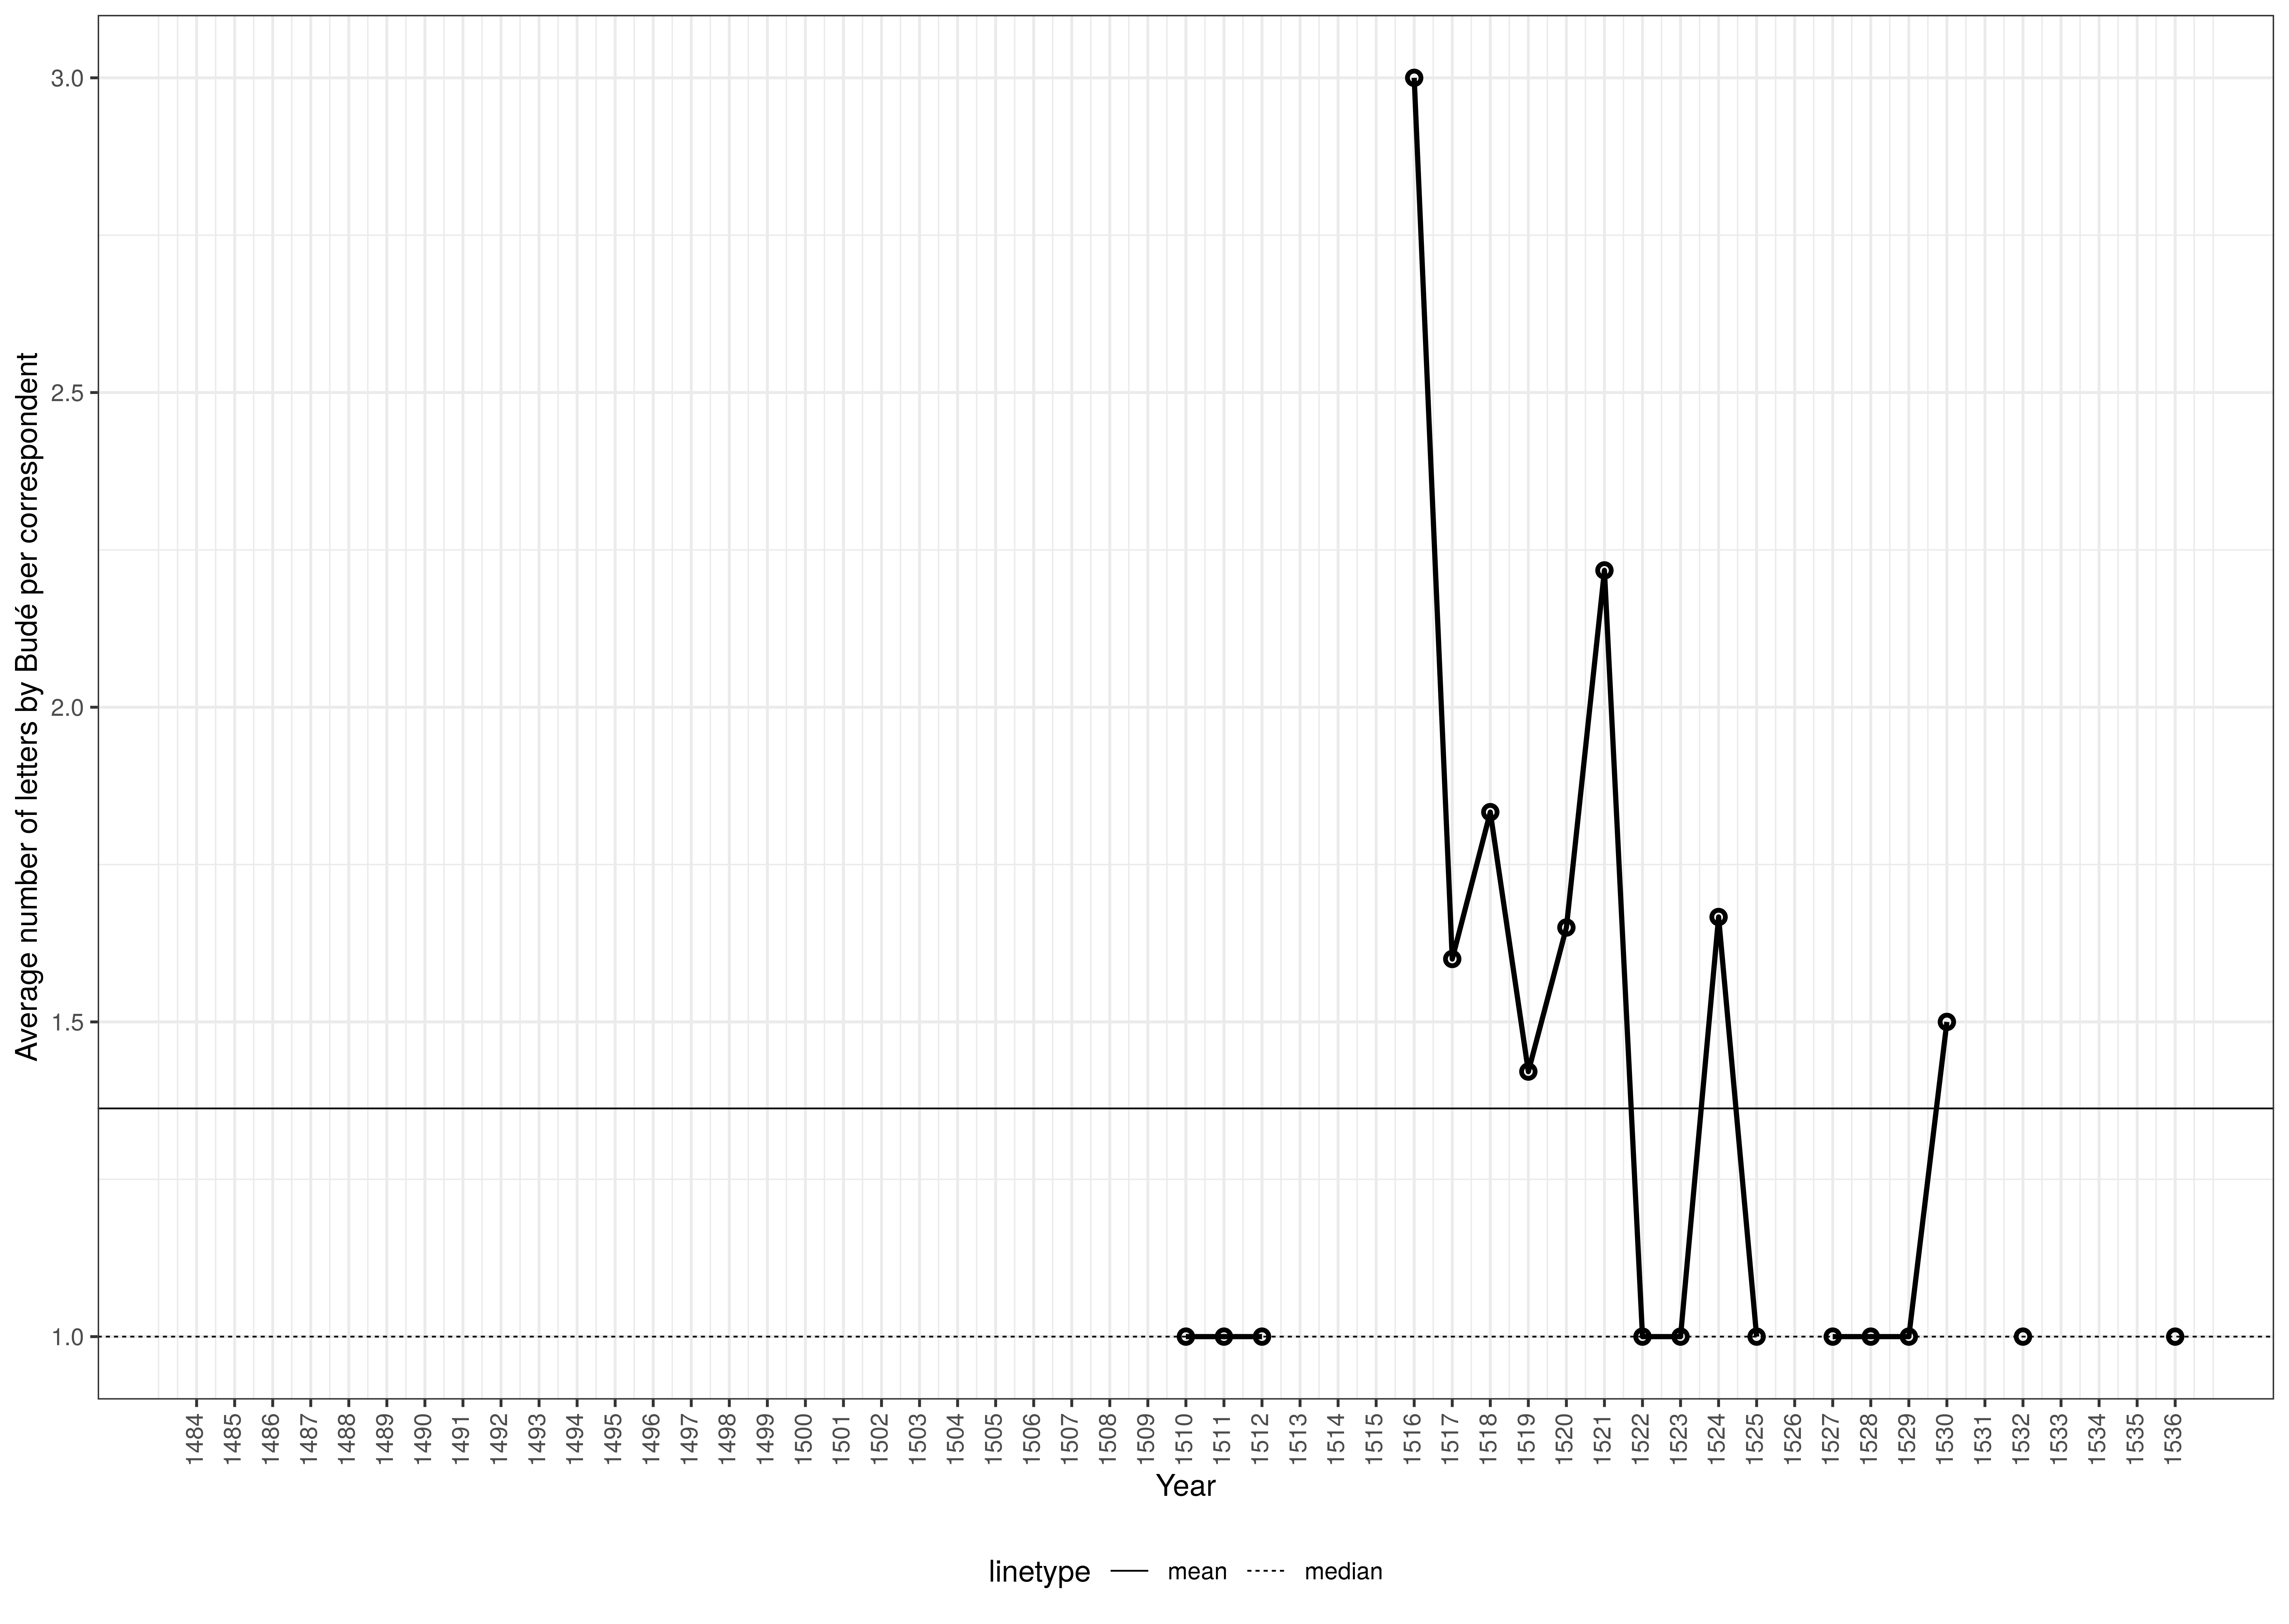 Average number of letters by Budé per correspondent
3.0
2.5
2.0
1.5
1.0
1484 1485 1486 1487 1488 1489 1490 1491 1492 1493 1494 1495 1496 1497 1498 1499 1500 1501 1502 1503 1504 1505 1506 1507 1508 1509 1510 1511 1512 1513 1514 1515 1516 1517 1518 1519 1520 1521 1522 1523 1524 1525 1526 1527 1528 1529 1530 1531 1532 1533 1534 1535 1536
Year
linetype mean median